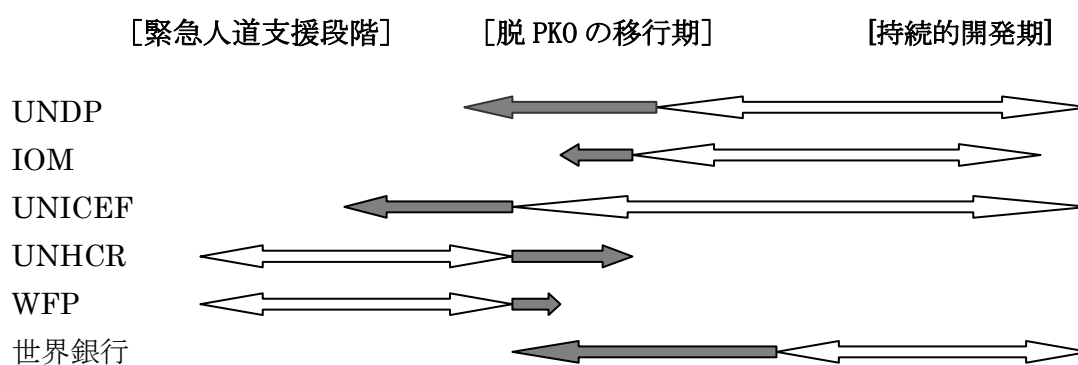 ［緊急人道支援段階］ ［脱 PKO の移行期］ [持続的開発期]
UNDP
IOM
UNICEF
UNHCR
WFP
世界銀行